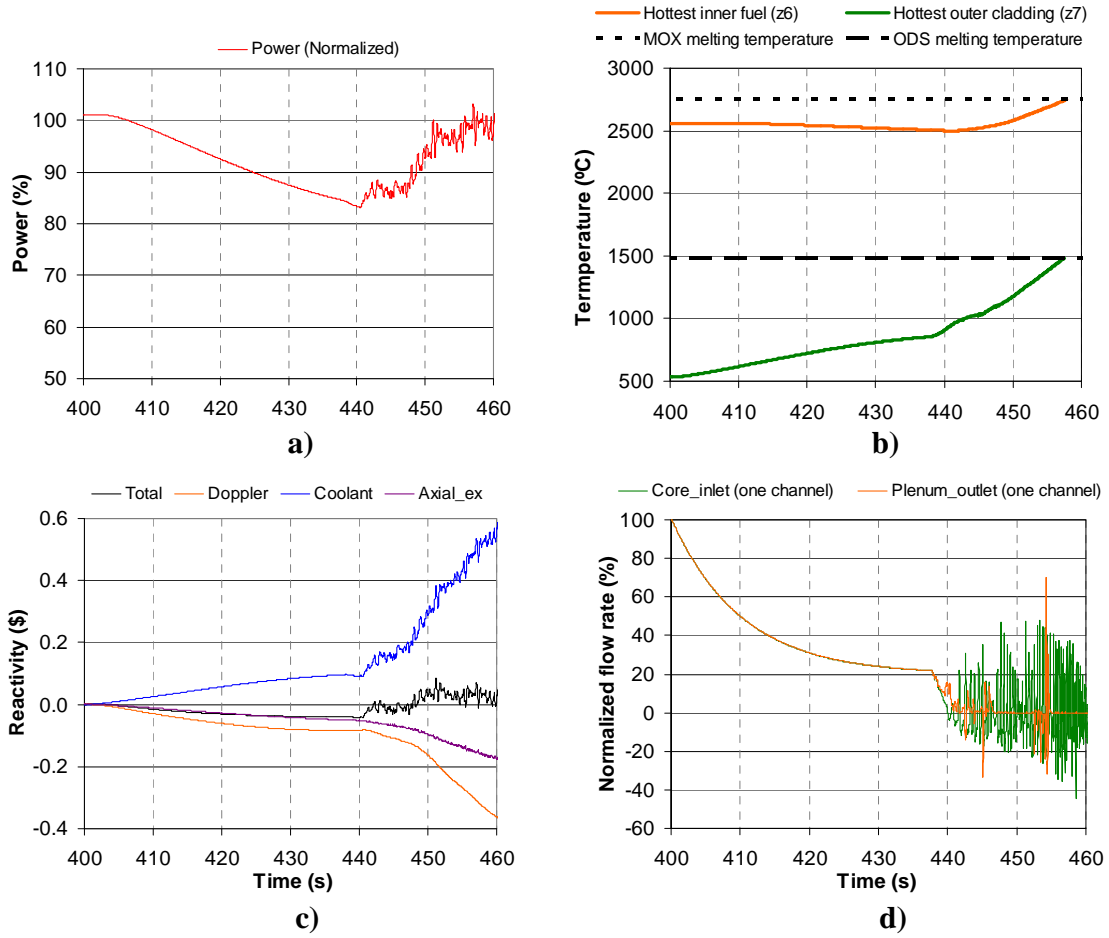 Power (Normalized)
110
100
90
80
70
60
50
Power (%)
400 410 420 430 440 450 460
a)
Hottest inner fuel (z6) Hottest outer cladding (z7)
MOX melting temperature ODS melting temperature
3000
2500
2000
1500
1000
500
Termperature (ºC)
400 410 420 430 440 450 460
b)
Total Doppler Coolant Axial_ex
0.6
0.4
0.2
0.0
-0.2
-0.4
Reactivity ($)
400 410 420 430 440 450 460
Time (s)
c)
Core_inlet (one channel) Plenum_outlet (one channel)
100
80
60
40
20
0
-20
-40
-60
Normalized flow rate (%)
400 410 420 430 440 450 460
Time (s)
d)